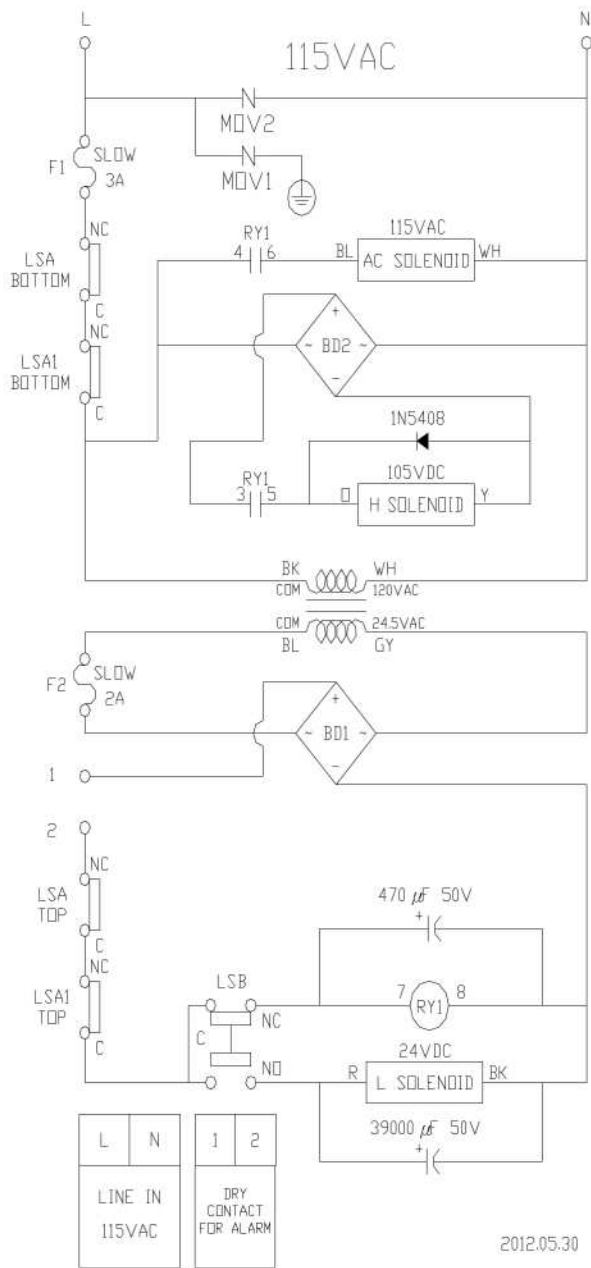 L N
115VAC
MOV2
F1 SLOW
3A
MOV1
NC
LSA
BOTTOM
C
RY1
4 6
BL
115VAC
AC SOLENOID
WH
NC
LSA1
BOTTOM
C
+
~ BD2 ~
-
1N5408
RY1
3 5
105VDC
O H SOLENOID Y
BK WH
COM 120VAC
COM 24.5VAC
BL GY
F2 SLOW
2A
+
~ BD1 ~
-
1
2
NC
LSA
TOP
C
NC
LSA1
TOP
C
470 µF 50V
+
LSB
NC
C
NO
7 RY1 8
24VDC
R L SOLENOID BK
39000 µF 50V
+
L N
LINE IN
115VAC
1 2
DRY
CONTACT
FOR ALARM
2012.05.30